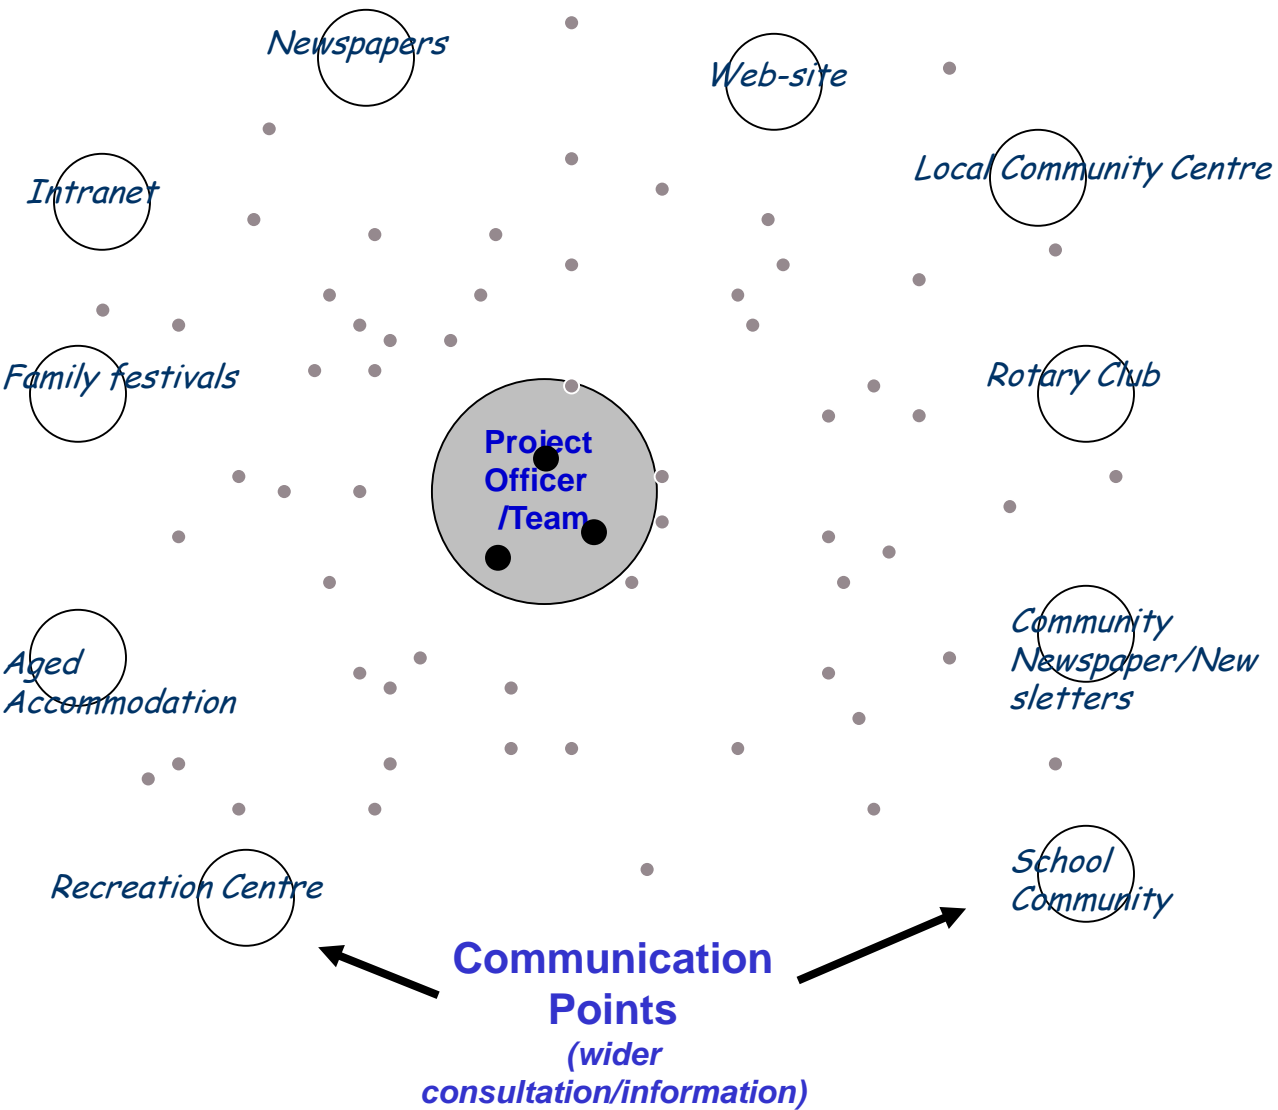 Newspapers
Web-site
Local Community Centre
Intranet
Family festivals
Rotary Club
Project
Officer
/Team
Community
Newspaper/New
sletters
Aged
Accommodation
School
Community
Recreation Centre
Communication
Points
(wider
consultation/information)